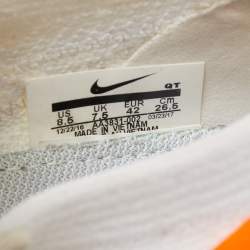 QT
US UK EUR Cm
8.5 7.5 42 26.5
12/22/16 AA3831-002 03/23/17
MADE IN VIETNAM